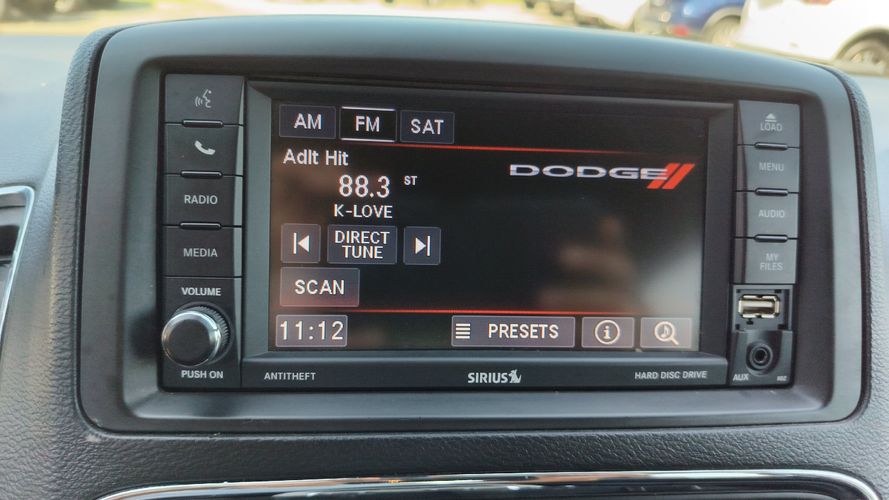 AM FM SAT
Adlt Hit
88.3 ST
K-LOVE
DIRECT
TUNE
SCAN
11:12
PRESETS
i
DODGE
RADIO
MEDIA
VOLUME
PUSH ON
LOAD
MENU
AUDIO
MY
FILES
AUX
ANTITHEFT
SIRIUS
HARD DISC DRIVE